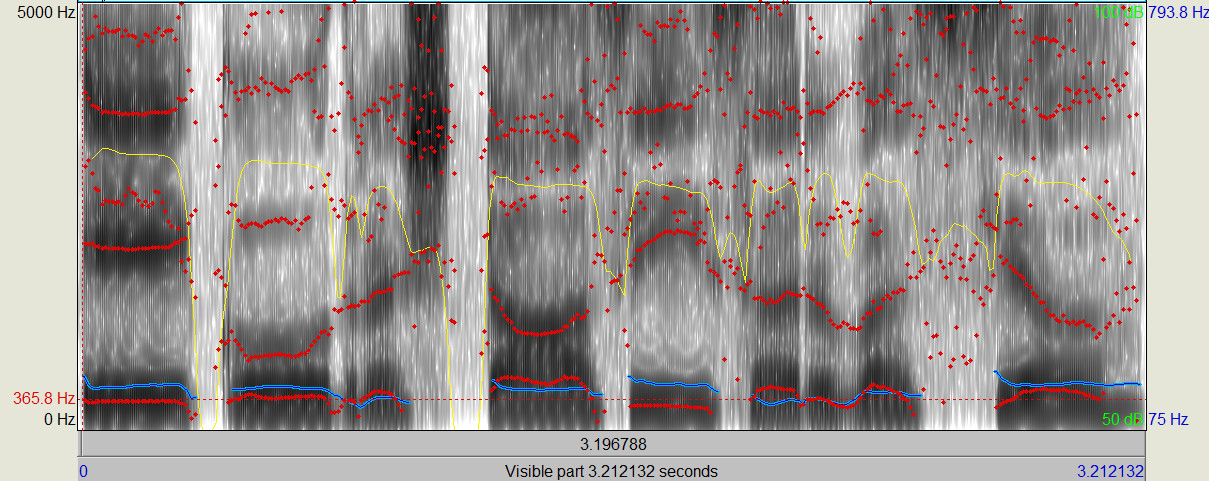 5000 Hz 100 dB 793.8 Hz
365.8 Hz
0 Hz 50 dB 75 Hz
3.196788
0 Visible part 3.212132 seconds 3.212132